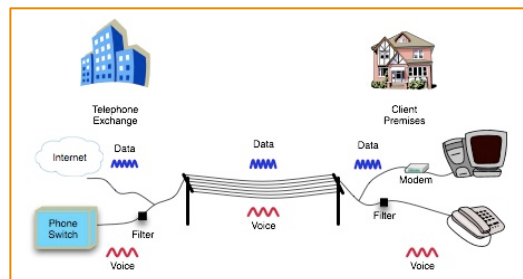 Telephone
Exchange
Client
Premises
Data
Data
Data
Internet
Modem
Phone
Switch
Filter
Voice
Filter
Voice
Voice